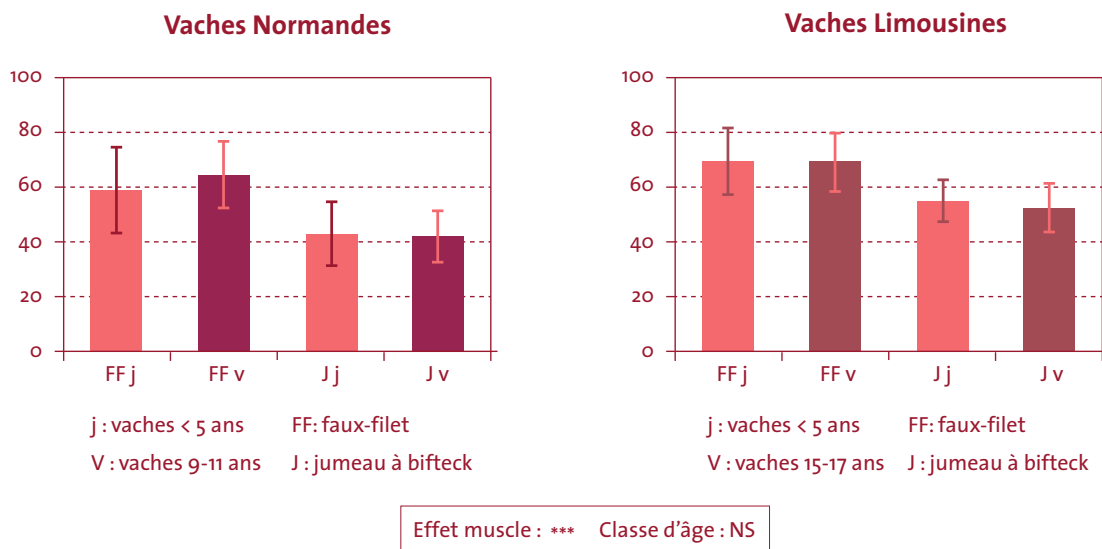 Vaches Normandes
100
80
60
40
20
0
FF j
FF v
J j
J v
j : vaches < 5 ans
FF: faux-filet
V : vaches 9-11 ans
J : jumeau à bifteck
Vaches Limousines
100
80
60
40
20
0
FF j
FF v
J j
J v
j : vaches < 5 ans
FF: faux-filet
V : vaches 15-17 ans
J : jumeau à bifteck
Effet muscle : *** Classe d'âge : NS